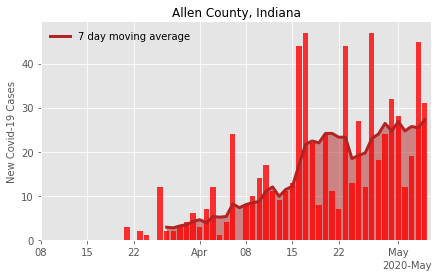 Allen County, Indiana
7 day moving average
New Covid-19 Cases
40
30
20
10
0
08 15 22 Apr 08 15 22 May
2020-May